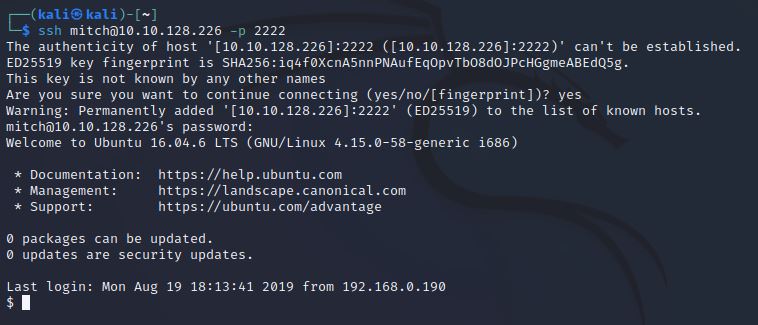 ┌──(kali㉿kali)-[~]
└─$ ssh mitch@10.10.128.226 -p 2222
The authenticity of host '[10.10.128.226]:2222 ([10.10.128.226]:2222)' can't be established.
ED25519 key fingerprint is SHA256:iq4f0XcnA5nnPNAufEqOpvTbO8dOJPcHGgmeABEdQ5g.
This key is not known by any other names
Are you sure you want to continue connecting (yes/no/[fingerprint])? yes
Warning: Permanently added '[10.10.128.226]:2222' (ED25519) to the list of known hosts.
mitch@10.10.128.226's password:
Welcome to Ubuntu 16.04.6 LTS (GNU/Linux 4.15.0-58-generic i686)
 * Documentation:  https://help.ubuntu.com
 * Management:     https://landscape.canonical.com
 * Support:        https://ubuntu.com/advantage
0 packages can be updated.
0 updates are security updates.
Last login: Mon Aug 19 18:13:41 2019 from 192.168.0.190
$